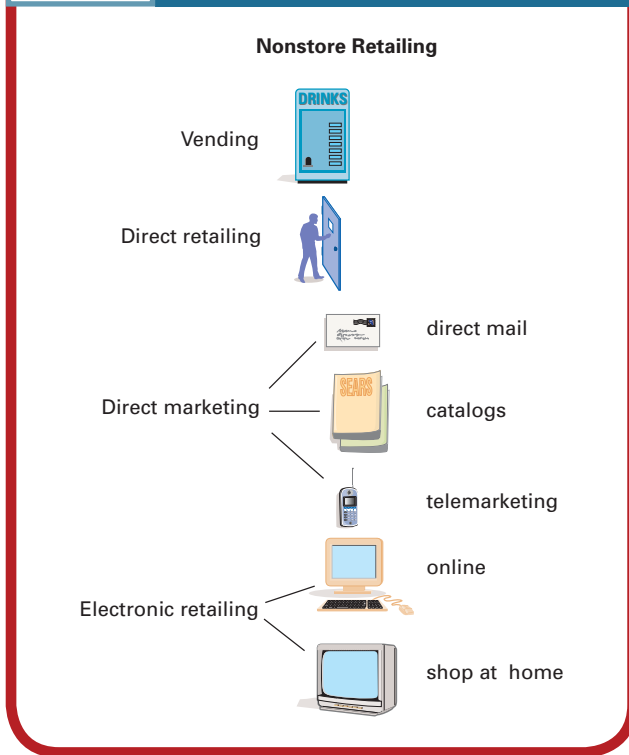 Nonstore Retailing
DRINKS
Vending
Direct retailing
direct mail
Direct marketing
SEARS
catalogs
telemarketing
online
Electronic retailing
shop at home